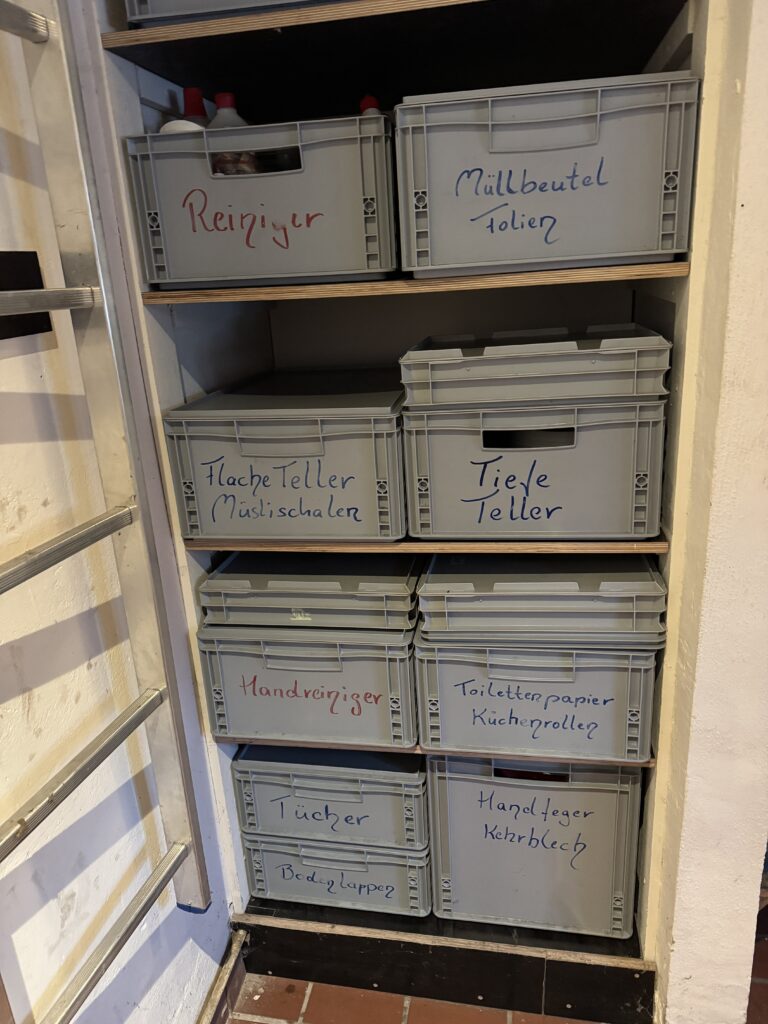 Reiniger
Müllbeutel
Folien
Flache Teller
Müslischalen
Tiefe
Teller
Handreiniger
Toilettenpapier
Küchenrollen
Tücher
Bodenlappen
Handfeger
Kehrblech